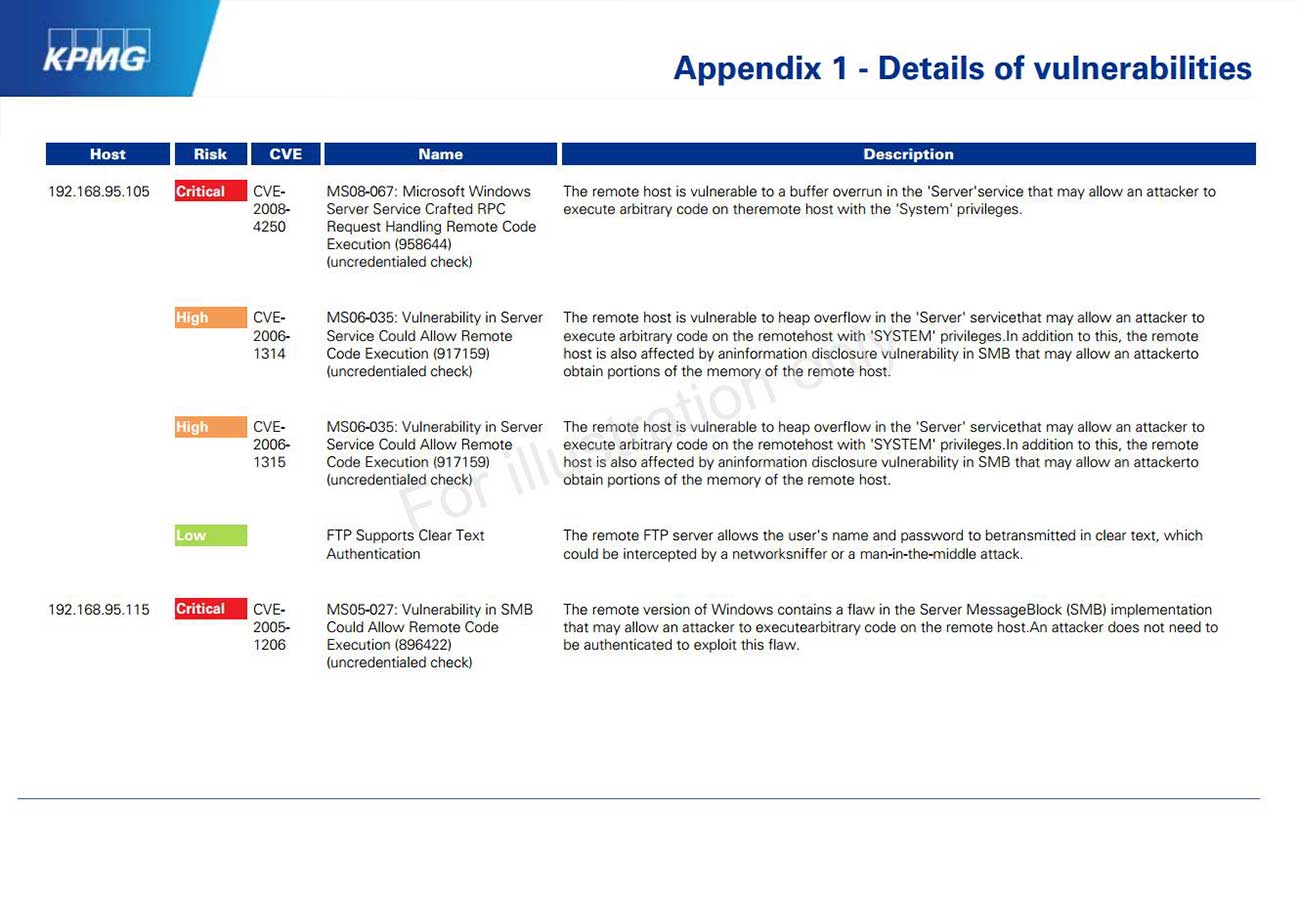 KPMG
Appendix 1 - Details of vulnerabilities
Host Risk CVE Name Description
192.168.95.105 Critical CVE- MS08-067: Microsoft Windows The remote host is vulnerable to a buffer overrun in the 'Server'service that may allow an attacker to
2008- Server Service Crafted RPC execute arbitrary code on theremote host with the 'System' privileges.
4250 Request Handling Remote Code
Execution (958644)
(uncredentialed check)
High CVE- MS06-035: Vulnerability in Server The remote host is vulnerable to heap overflow in the 'Server' servicethat may allow an attacker to
2006- Service Could Allow Remote execute arbitrary code on the remotehost with 'SYSTEM' privileges.In addition to this, the remote
1314 Code Execution (917159) host is also affected by aninformation disclosure vulnerability in SMB that may allow an attackerto
(uncredentialed check) obtain portions of the memory of the remote host.
High CVE- MS06-035: Vulnerability in Server The remote host is vulnerable to heap overflow in the 'Server' servicethat may allow an attacker to
2006- Service Could Allow Remote execute arbitrary code on the remotehost with 'SYSTEM' privileges.In addition to this, the remote
1315 Code Execution (917159) host is also affected by aninformation disclosure vulnerability in SMB that may allow an attackerto
(uncredentialed check) obtain portions of the memory of the remote host.
For illustration only
Low FTP Supports Clear Text The remote FTP server allows the user's name and password to betransmitted in clear text, which
Authentication could be intercepted by a networksniffer or a man-in-the-middle attack.
192.168.95.115 Critical CVE- MS05-027: Vulnerability in SMB The remote version of Windows contains a flaw in the Server MessageBlock (SMB) implementation
2005- Could Allow Remote Code that may allow an attacker to executearbitrary code on the remote host.An attacker does not need to
1206 Execution (896422) be authenticated to exploit this flaw.
(uncredentialed check)